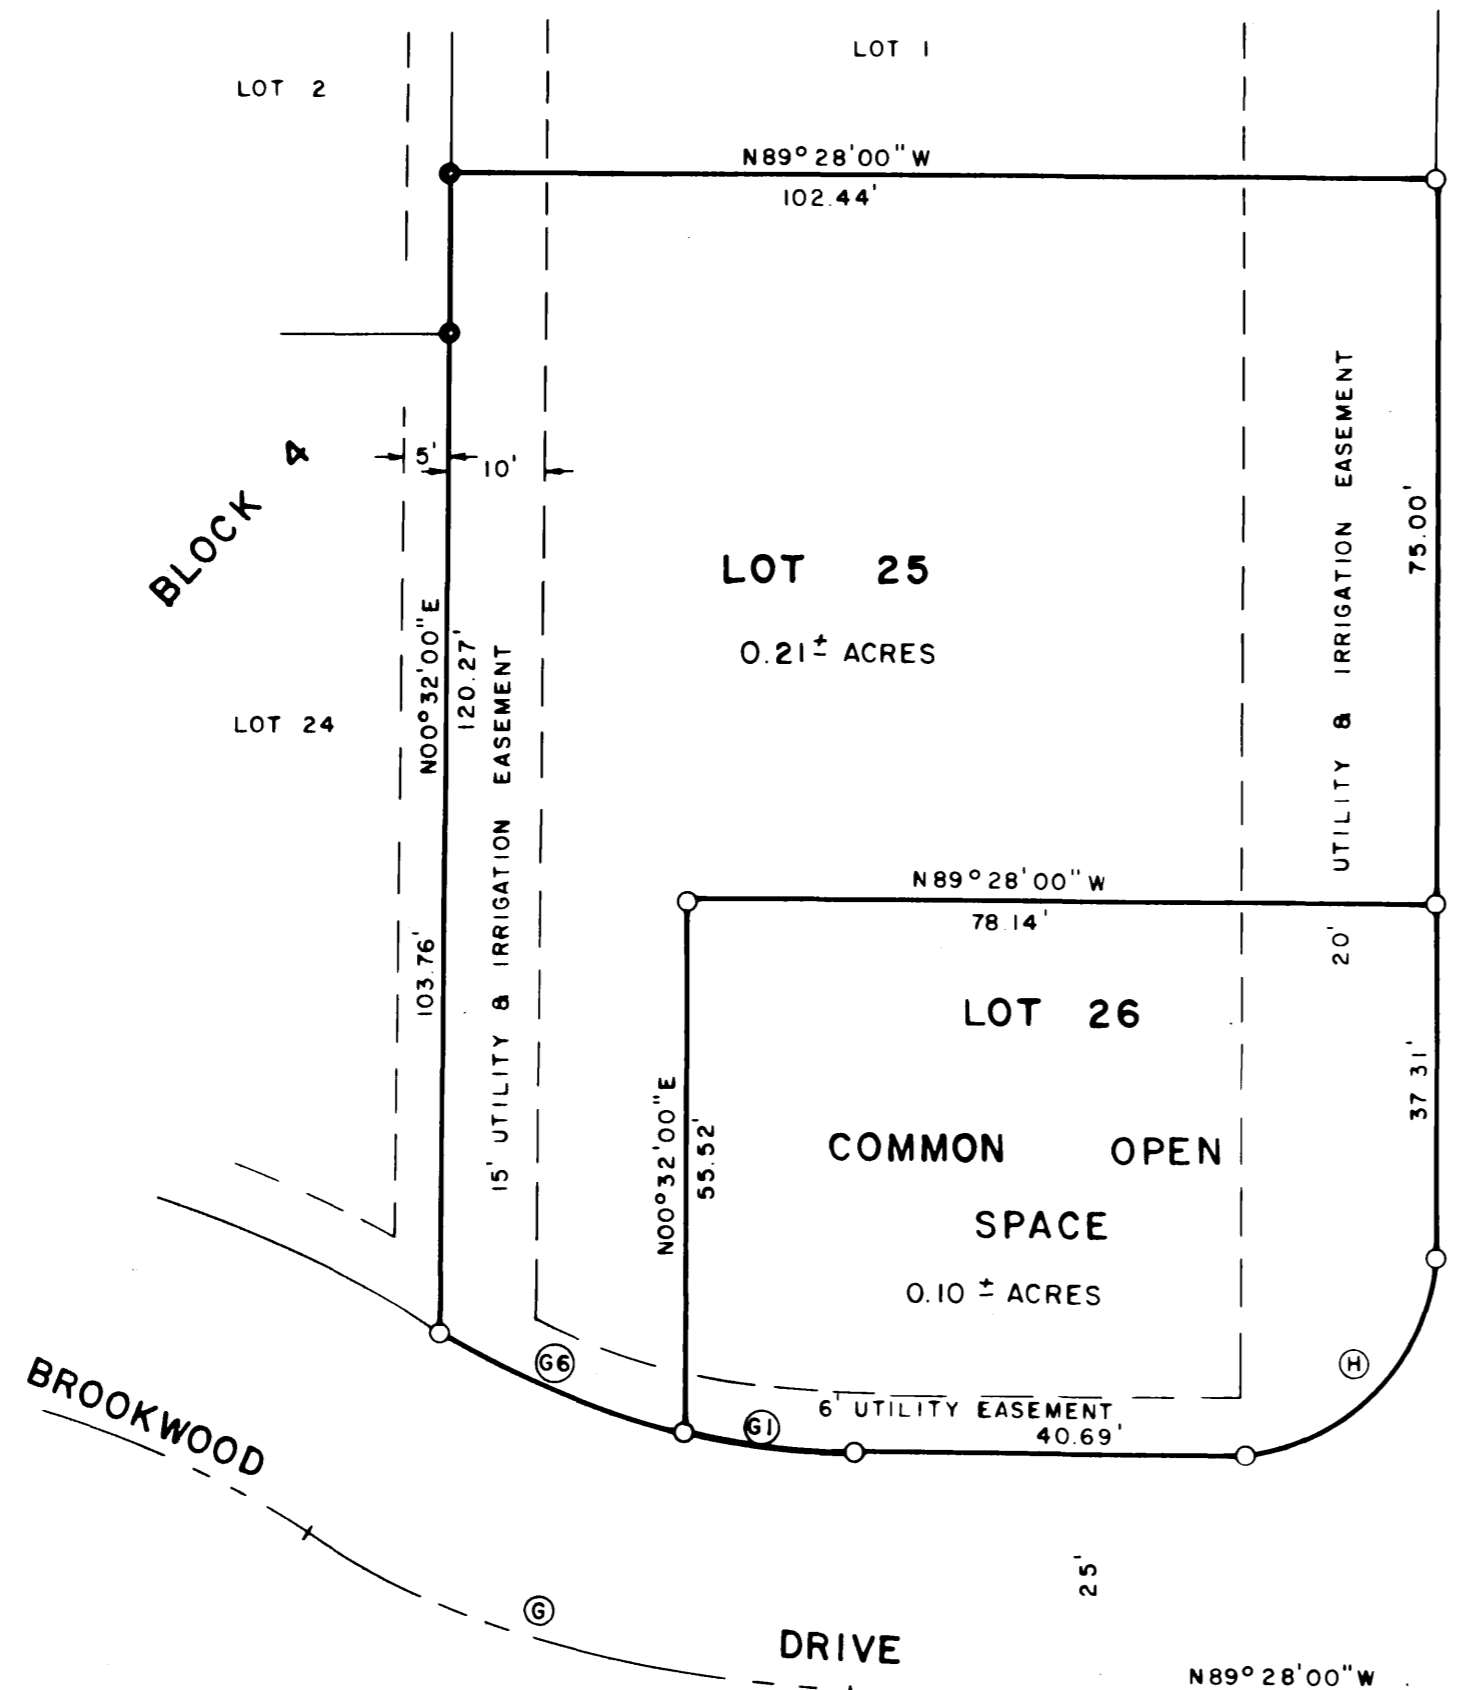 LOT 1
LOT 2
N89°28'00"W
102.44'
BLOCK 4
5'
10'
UTILITY & IRRIGATION EASEMENT
75.00'
LOT 25
0.21± ACRES
N00°32'00"E
120.27'
15' UTILITY & IRRIGATION EASEMENT
LOT 24
103.76'
N89°28'00"W
78.14'
20'
LOT 26
37 31'
N00°32'00"E
55.52'
COMMON OPEN
SPACE
0.10 ± ACRES
G6
H
G1
6' UTILITY EASEMENT
40.69'
BROOKWOOD
25'
G
DRIVE
N89°28'00"W